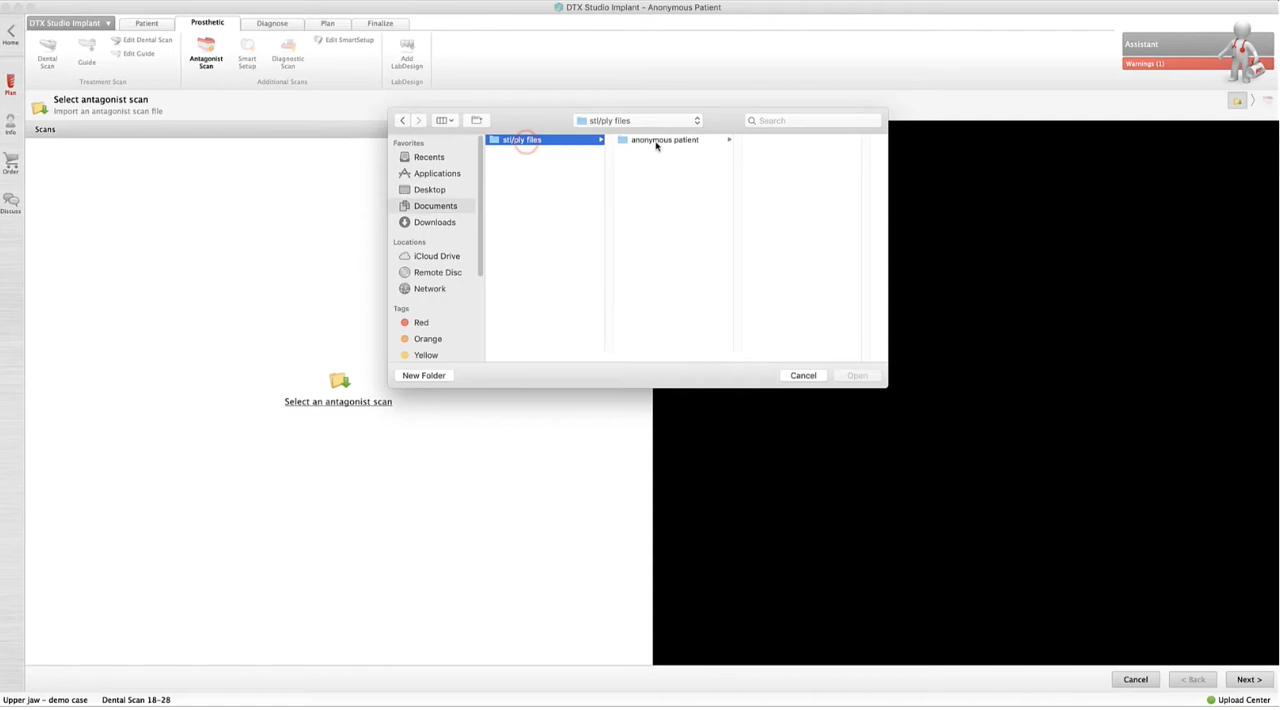 DTX Studio Implant - Anonymous Patient
DTX Studio Implant ▾ Patient Prosthetic Diagnose Plan Finalize
Home
Dental Scan
Guide
Edit Dental Scan
Edit Guide
Treatment Scan
Antagonist Scan
Smart Setup
Diagnostic Scan
Edit SmartSetup
Additional Scans
Add LabDesign
LabDesign
Assistant
Warnings (1)
Plan
Info
Order
Discuss
Select antagonist scan
Import an antagonist scan file
Scans
stl/ply files
Search
Favorites
Recents
Applications
Desktop
Documents
Downloads
Locations
iCloud Drive
Remote Disc
Network
Tags
Red
Orange
Yellow
stl/ply files
anonymous patient
New Folder
Cancel
Open
Select an antagonist scan
Cancel
< Back
Next >
Upper jaw - demo case Dental Scan 18-28
Upload Center